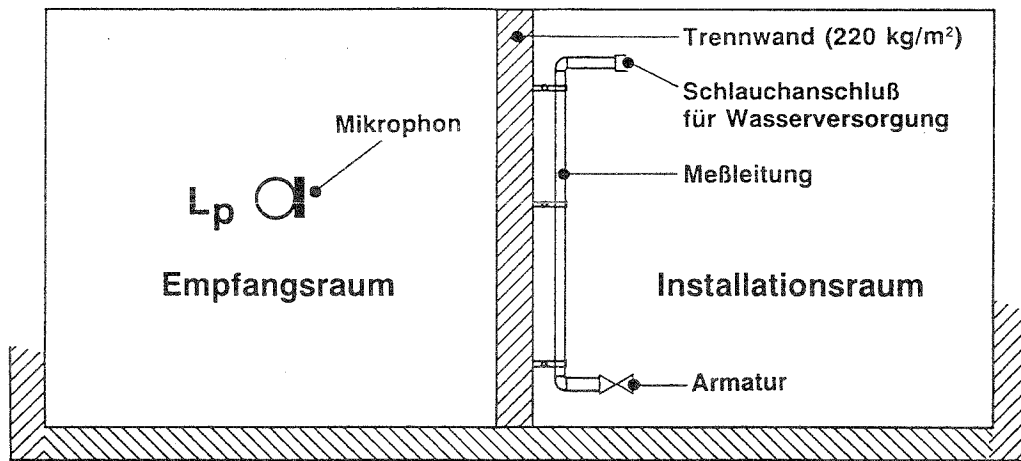 Trennwand (220 kg/m²)
Schlauchanschluß
für Wasserversorgung
Mikrophon
Meßleitung
Lp
Empfangsraum
Installationsraum
Armatur